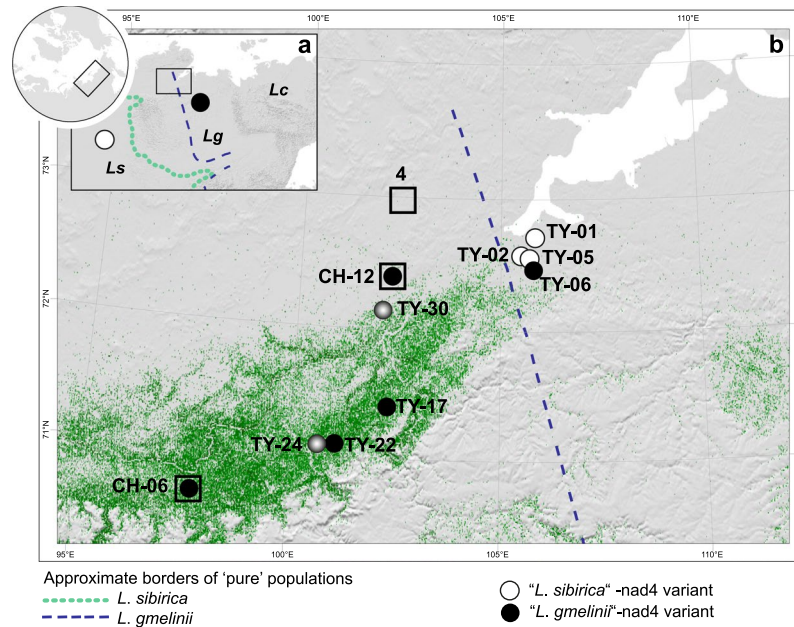 95°E
100°E
105°E
110°E
a
b
Lc
Lg
Ls
73°N
4
TY-01
TY-02
TY-05
CH-12
TY-06
72°N
TY-30
TY-17
71°N
TY-24
TY-22
CH-06
95°E
100°E
105°E
110°E
Approximate borders of ‘pure’ populations
L. sibirica
L. gmelinii
“L. sibirica“ -nad4 variant
“L. gmelinii“-nad4 variant